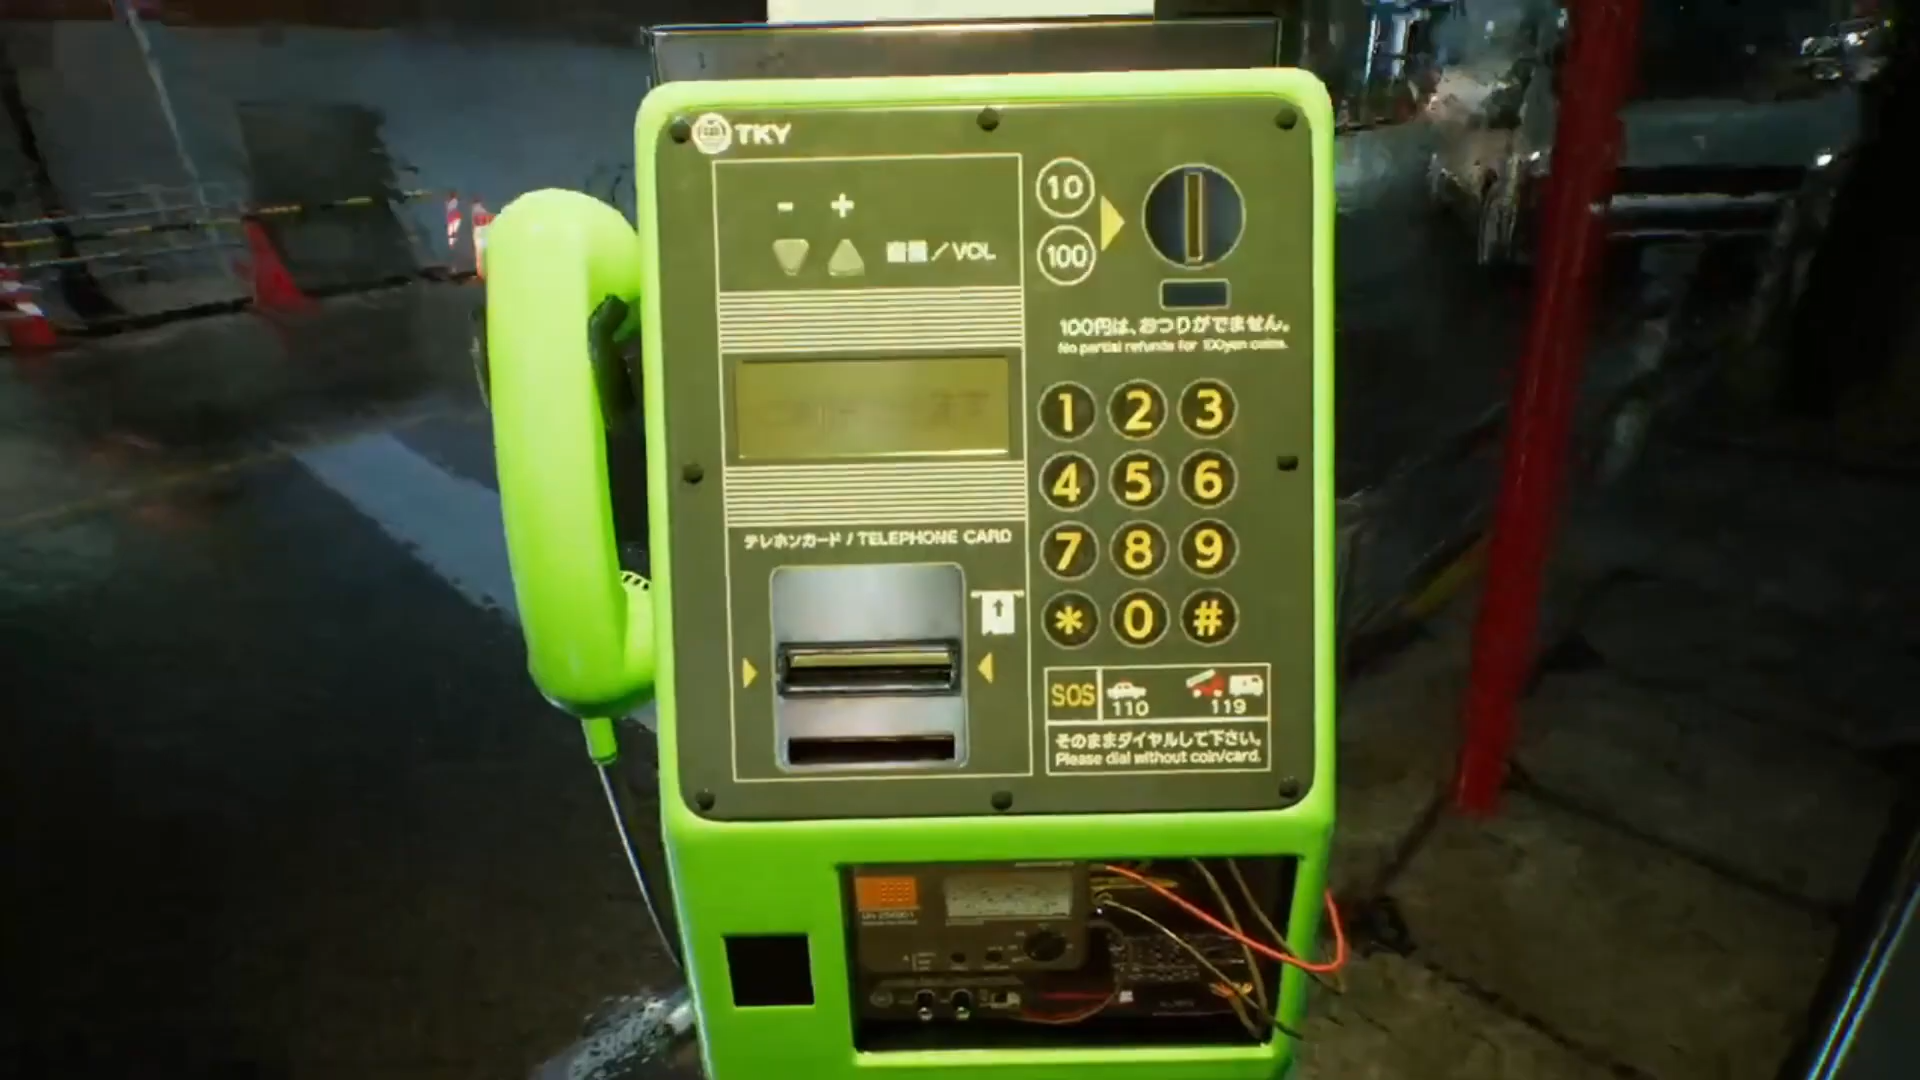 TKY
- +
音量／VOL
10
100
100円は、おつりがでません。
No partial refunds for 100yen coins.
1 2 3
4 5 6
7 8 9
* 0 #
テレホンカード / TELEPHONE CARD
SOS 110 119
そのままダイヤルして下さい。
Please dial without coin/card.